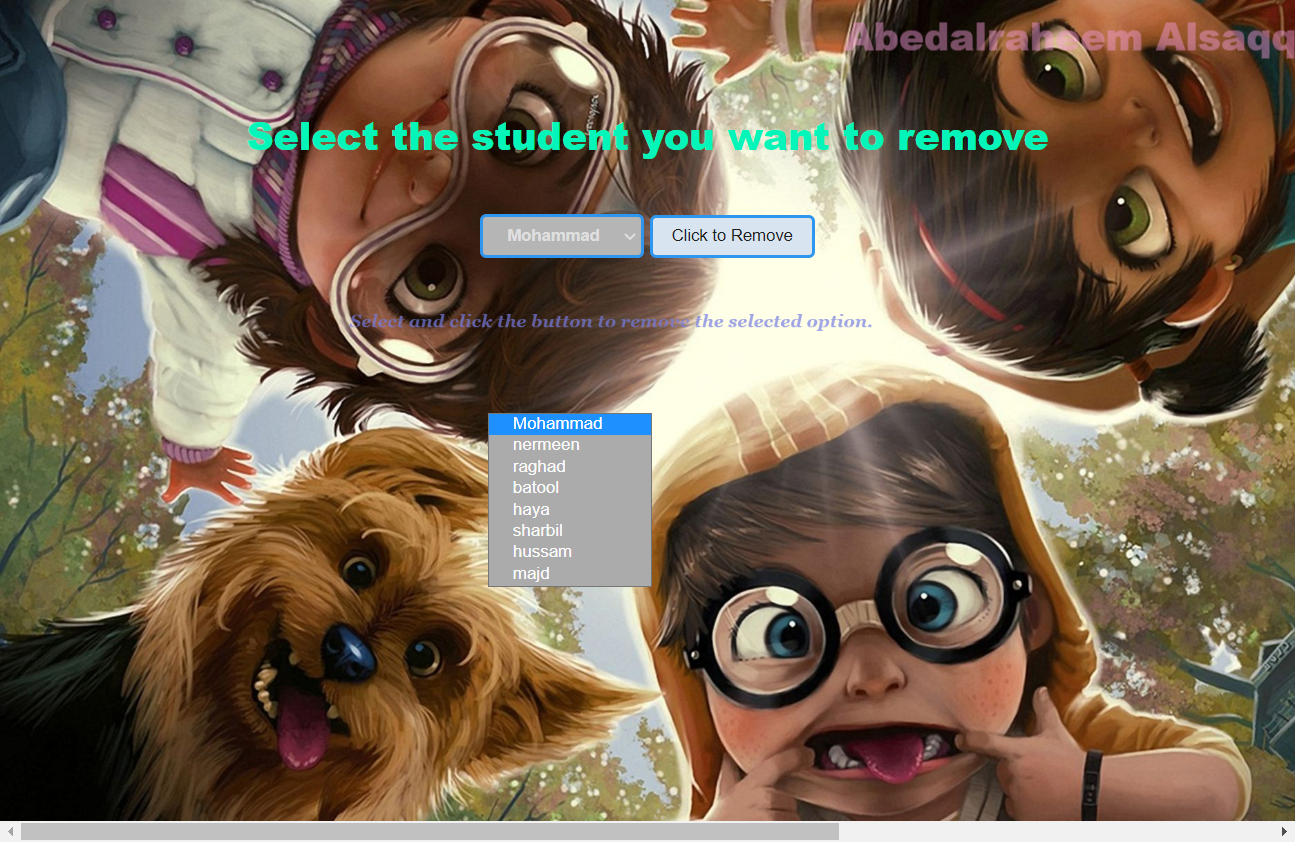 Abedalraheem Alsaqq
Select the student you want to remove
Mohammad
Click to Remove
Select and click the button to remove the selected option.
Mohammad
nermeen
raghad
batool
haya
sharbil
hussam
majd